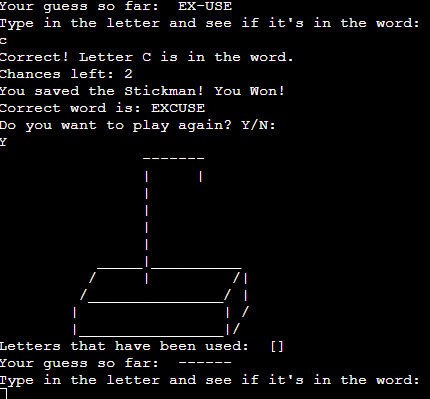 Your guess so far:  EX-USE
Type in the letter and see if it's in the word:
c
Correct! Letter C is in the word.
Chances left: 2
You saved the Stickman! You Won!
Correct word is: EXCUSE
Do you want to play again? Y/N:
Y
Letters that have been used:  []
Your guess so far:  ------
Type in the letter and see if it's in the word: